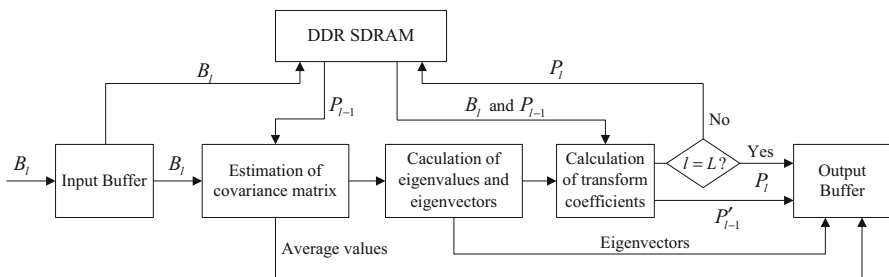 DDR SDRAM
B_l
P_l
P_{l-1}
B_l and P_{l-1}
No
B_l
Input Buffer
B_l
Estimation of
covariance matrix
Caculation of
eigenvalues and
eigenvectors
Calculation
of transform
coefficients
l = L?
Yes
P_l
P'_{l-1}
Output
Buffer
Average values
Eigenvectors